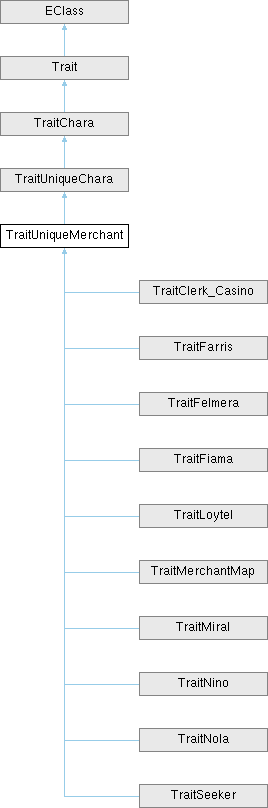 EClass
Trait
TraitChara
TraitUniqueChara
TraitUniqueMerchant
TraitClerk_Casino
TraitFarris
TraitFelmera
TraitFiama
TraitLoytel
TraitMerchantMap
TraitMiral
TraitNino
TraitNola
TraitSeeker